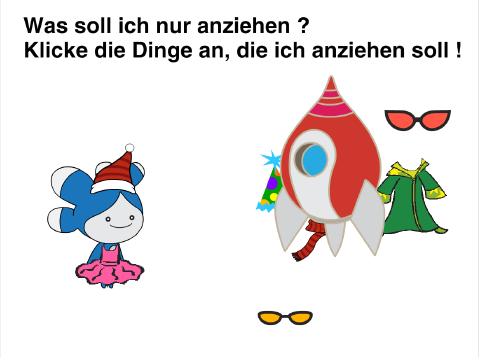 Was soll ich nur anziehen ?
Klicke die Dinge an, die ich anziehen soll !